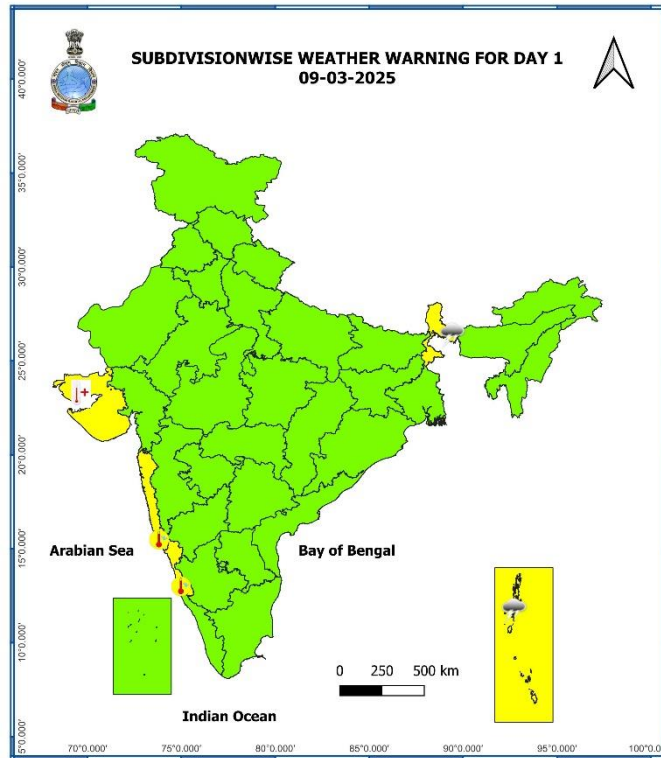 SUBDIVISIONWISE WEATHER WARNING FOR DAY 1
09-03-2025
40°0.000'
35°0.000'
30°0.000'
25°0.000'
20°0.000'
15°0.000'
10°0.000'
5°0.000'
Arabian Sea
Bay of Bengal
0 250 500 km
Indian Ocean
70°0.000' 75°0.000' 80°0.000' 85°0.000' 90°0.000' 95°0.000' 100°0.0